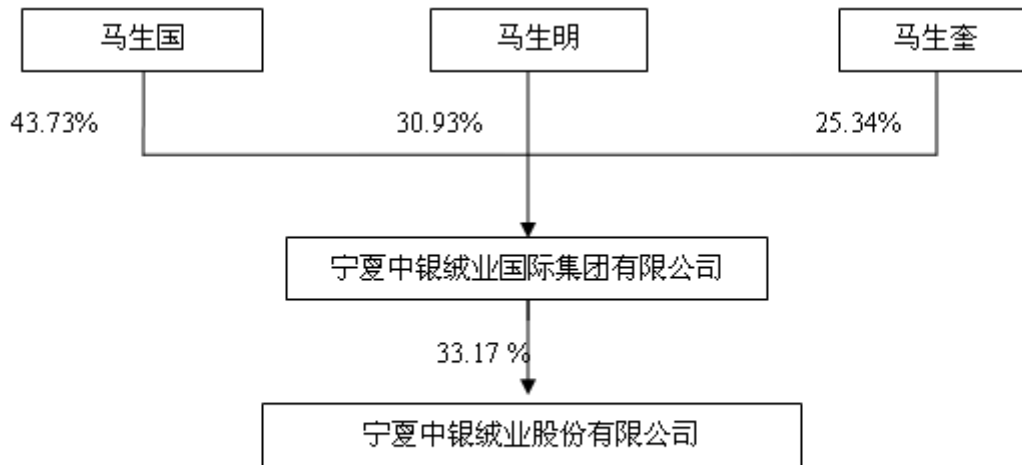 马生国
马生明
马生奎
43.73%
30.93%
25.34%
宁夏中银绒业国际集团有限公司
33.17 %
宁夏中银绒业股份有限公司